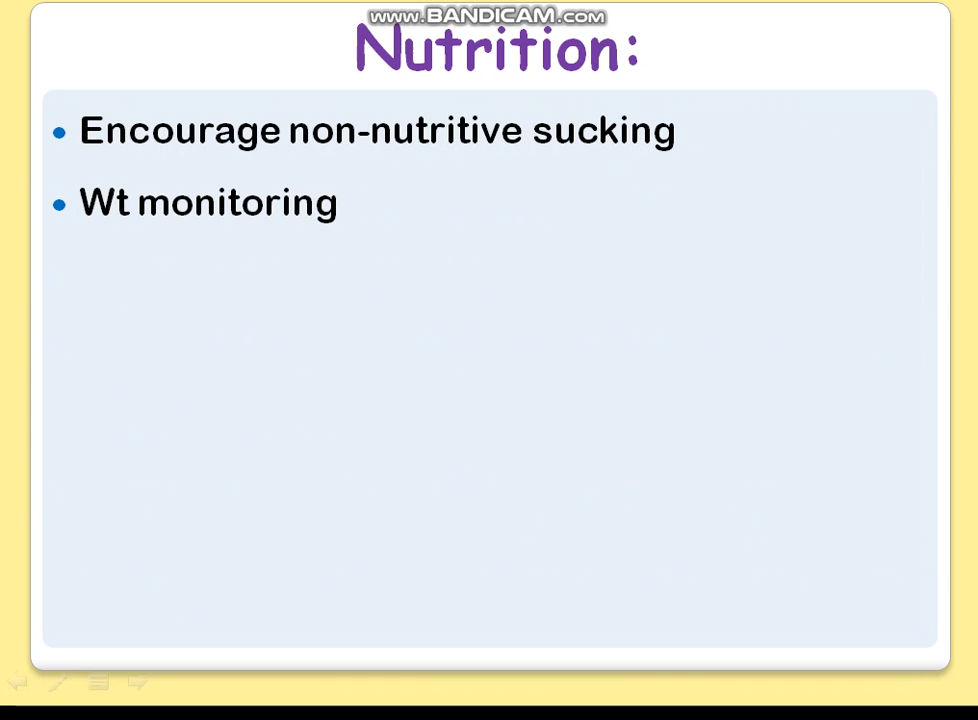 www.BANDICAM.com
Nutrition:
• Encourage non-nutritive sucking
• Wt monitoring